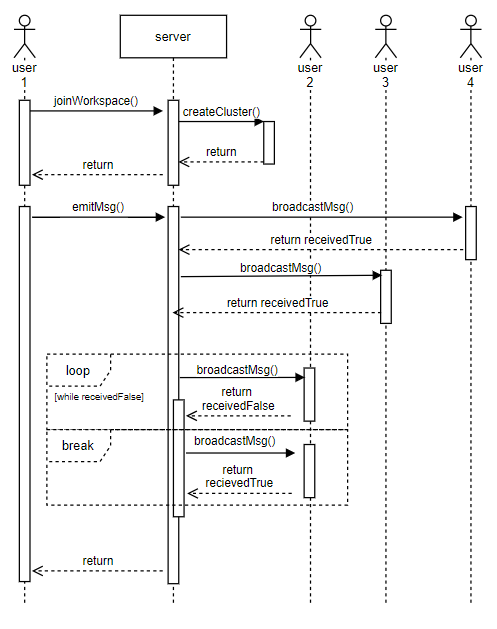 server
user
1
user
2
user
3
user
4
joinWorkspace()
createCluster()
return
return
emitMsg()
broadcastMsg()
return receivedTrue
broadcastMsg()
return receivedTrue
loop
broadcastMsg()
[while receivedFalse]
return
receivedFalse
break
broadcastMsg()
return
recievedTrue
return